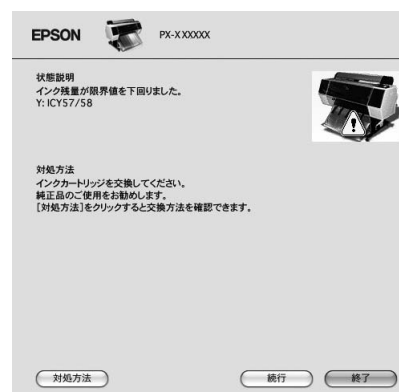 EPSON PX-XXXXXX
状態説明
インク残量が限界値を下回りました。
Y: ICY57/58
対処方法
インクカートリッジを交換してください。
純正品のご使用をお勧めします。
[対処方法]をクリックすると交換方法を確認できます。
対処方法 続行 終了